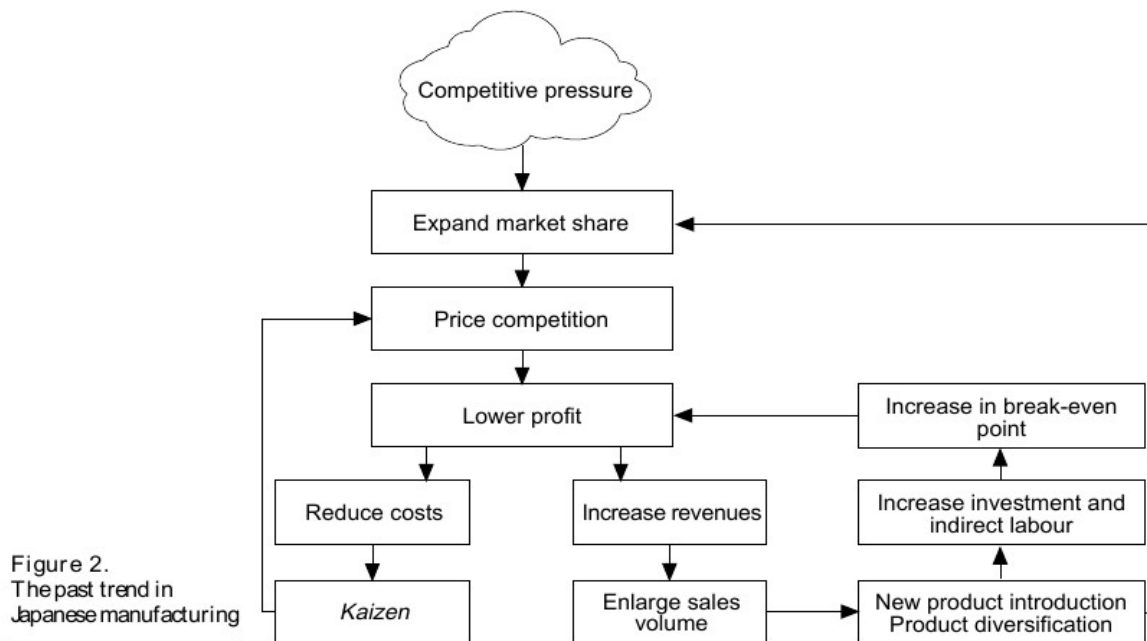 Competitive pressure
Expand market share
Price competition
Lower profit
Increase in break-even
point
Reduce costs
Increase revenues
Increase investment and
indirect labour
Figure 2.
The past trend in
Japanese manufacturing
Kaizen
Enlarge sales
volume
New product introduction
Product diversification